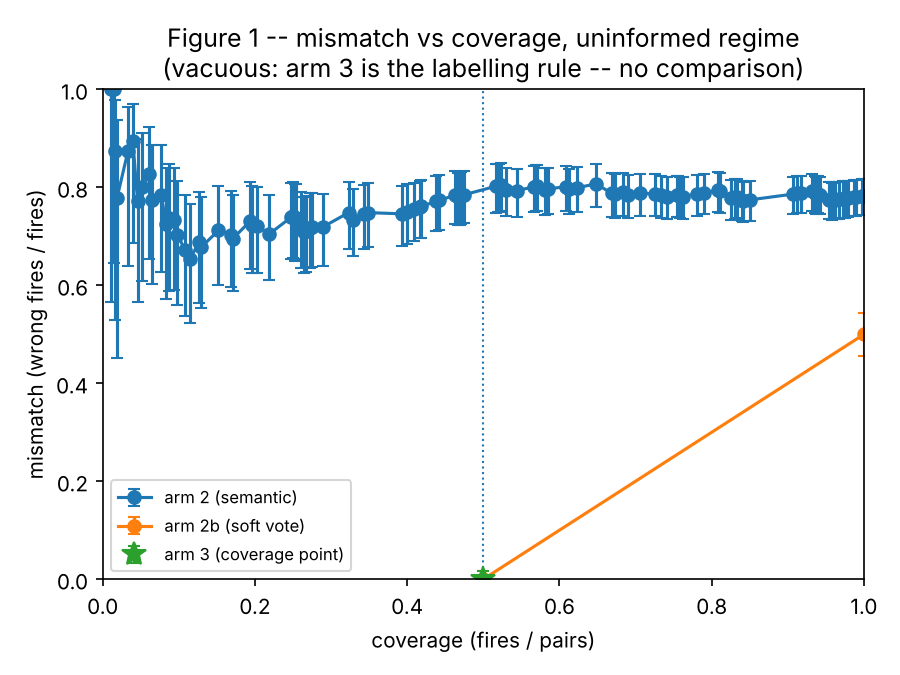 Figure 1 -- mismatch vs coverage, uninformed regime
(vacuous: arm 3 is the labelling rule -- no comparison)
mismatch (wrong fires / fires)
1.0
0.8
0.6
0.4
0.2
0.0
arm 2 (semantic)
arm 2b (soft vote)
arm 3 (coverage point)
0.0 0.2 0.4 0.6 0.8 1.0
coverage (fires / pairs)